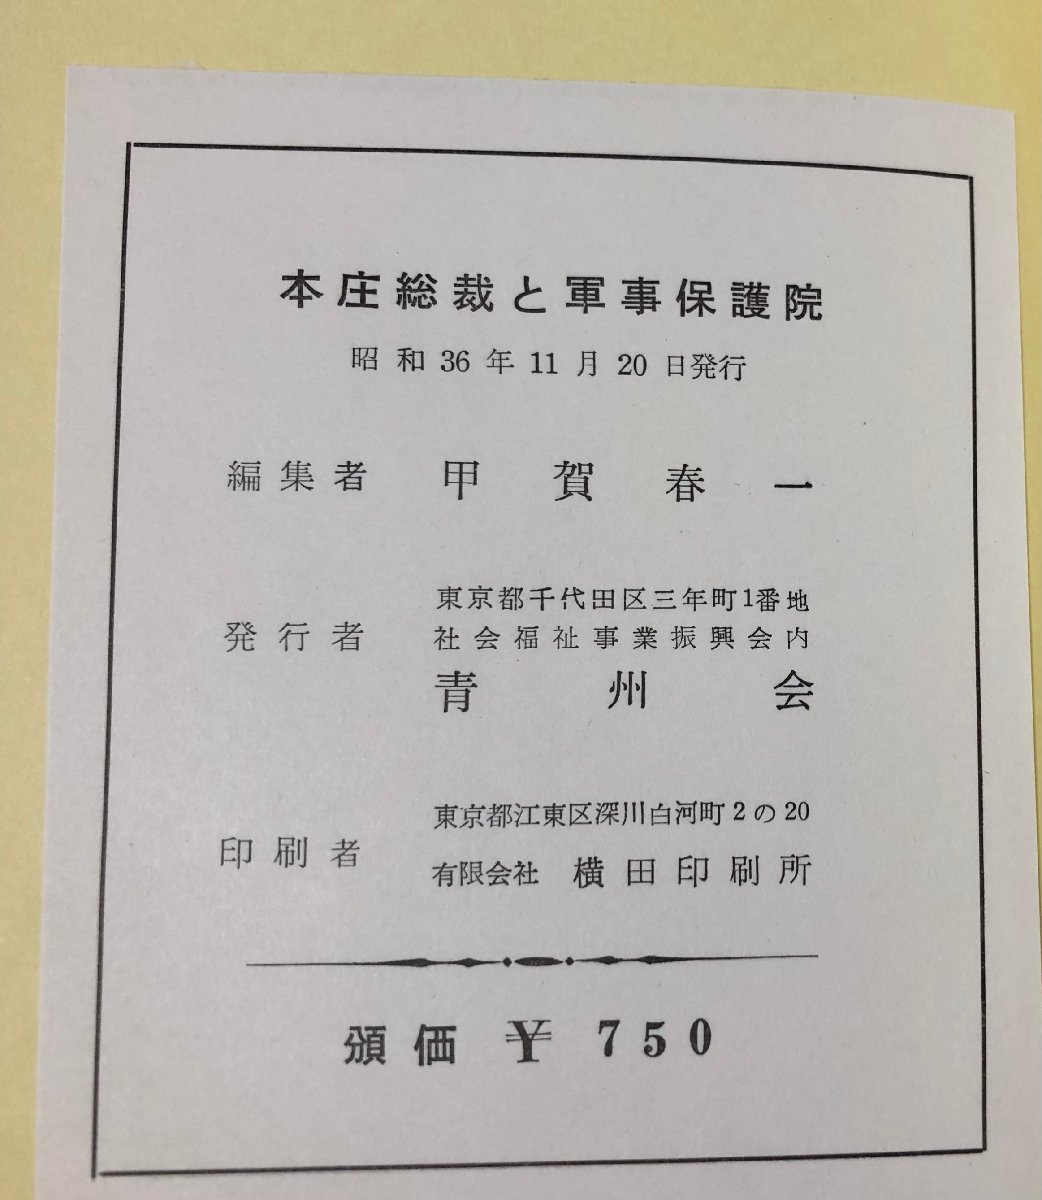 本庄総裁と軍事保護院
昭和36年11月20日発行
編集者 甲賀春一
東京都千代田区三年町1番地
発行者 社会福祉事業振興会内
青州会
東京都江東区深川白河町2の20
印刷者 有限会社 横田印刷所
頒価 ¥750